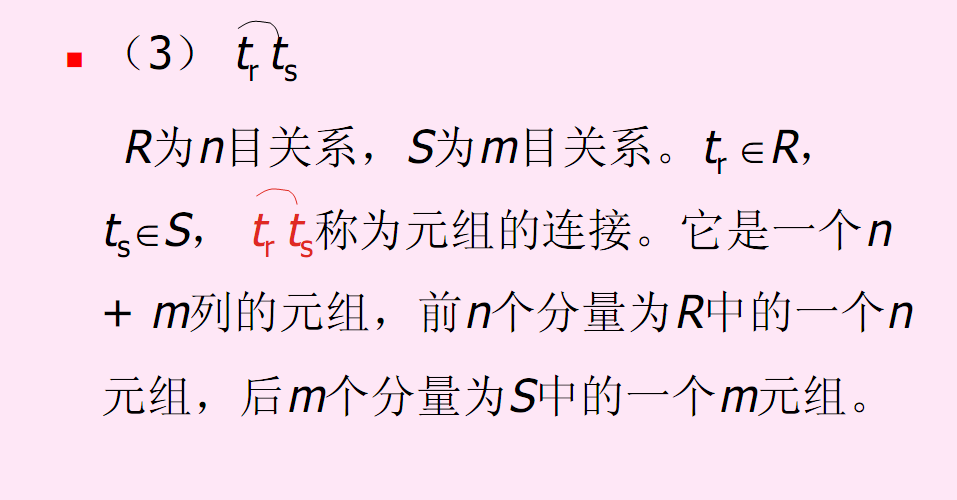 ■ （3） tr ts
R为n目关系，S为m目关系。tr ∈R，
ts∈S， tr ts称为元组的连接。它是一个n
+ m列的元组，前n个分量为R中的一个n
元组，后m个分量为S中的一个m元组。